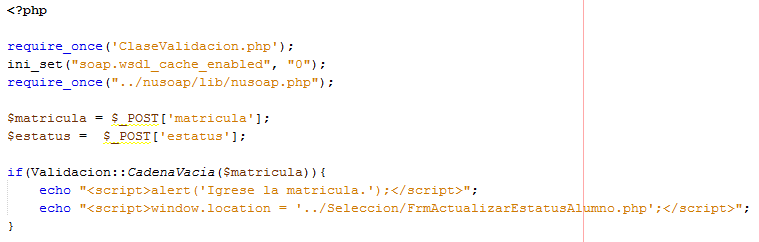 <?php
require_once('ClaseValidacion.php');
ini_set("soap.wsdl_cache_enabled", "0");
require_once("../nusoap/lib/nusoap.php");
$matricula = $_POST['matricula'];
$estatus =  $_POST['estatus'];
if(Validacion::CadenaVacia($matricula)){
    echo "<script>alert('Igrese la matricula.');</script>";
    echo "<script>window.location = '../Seleccion/FrmActualizarEstatusAlumno.php';</script>";
}